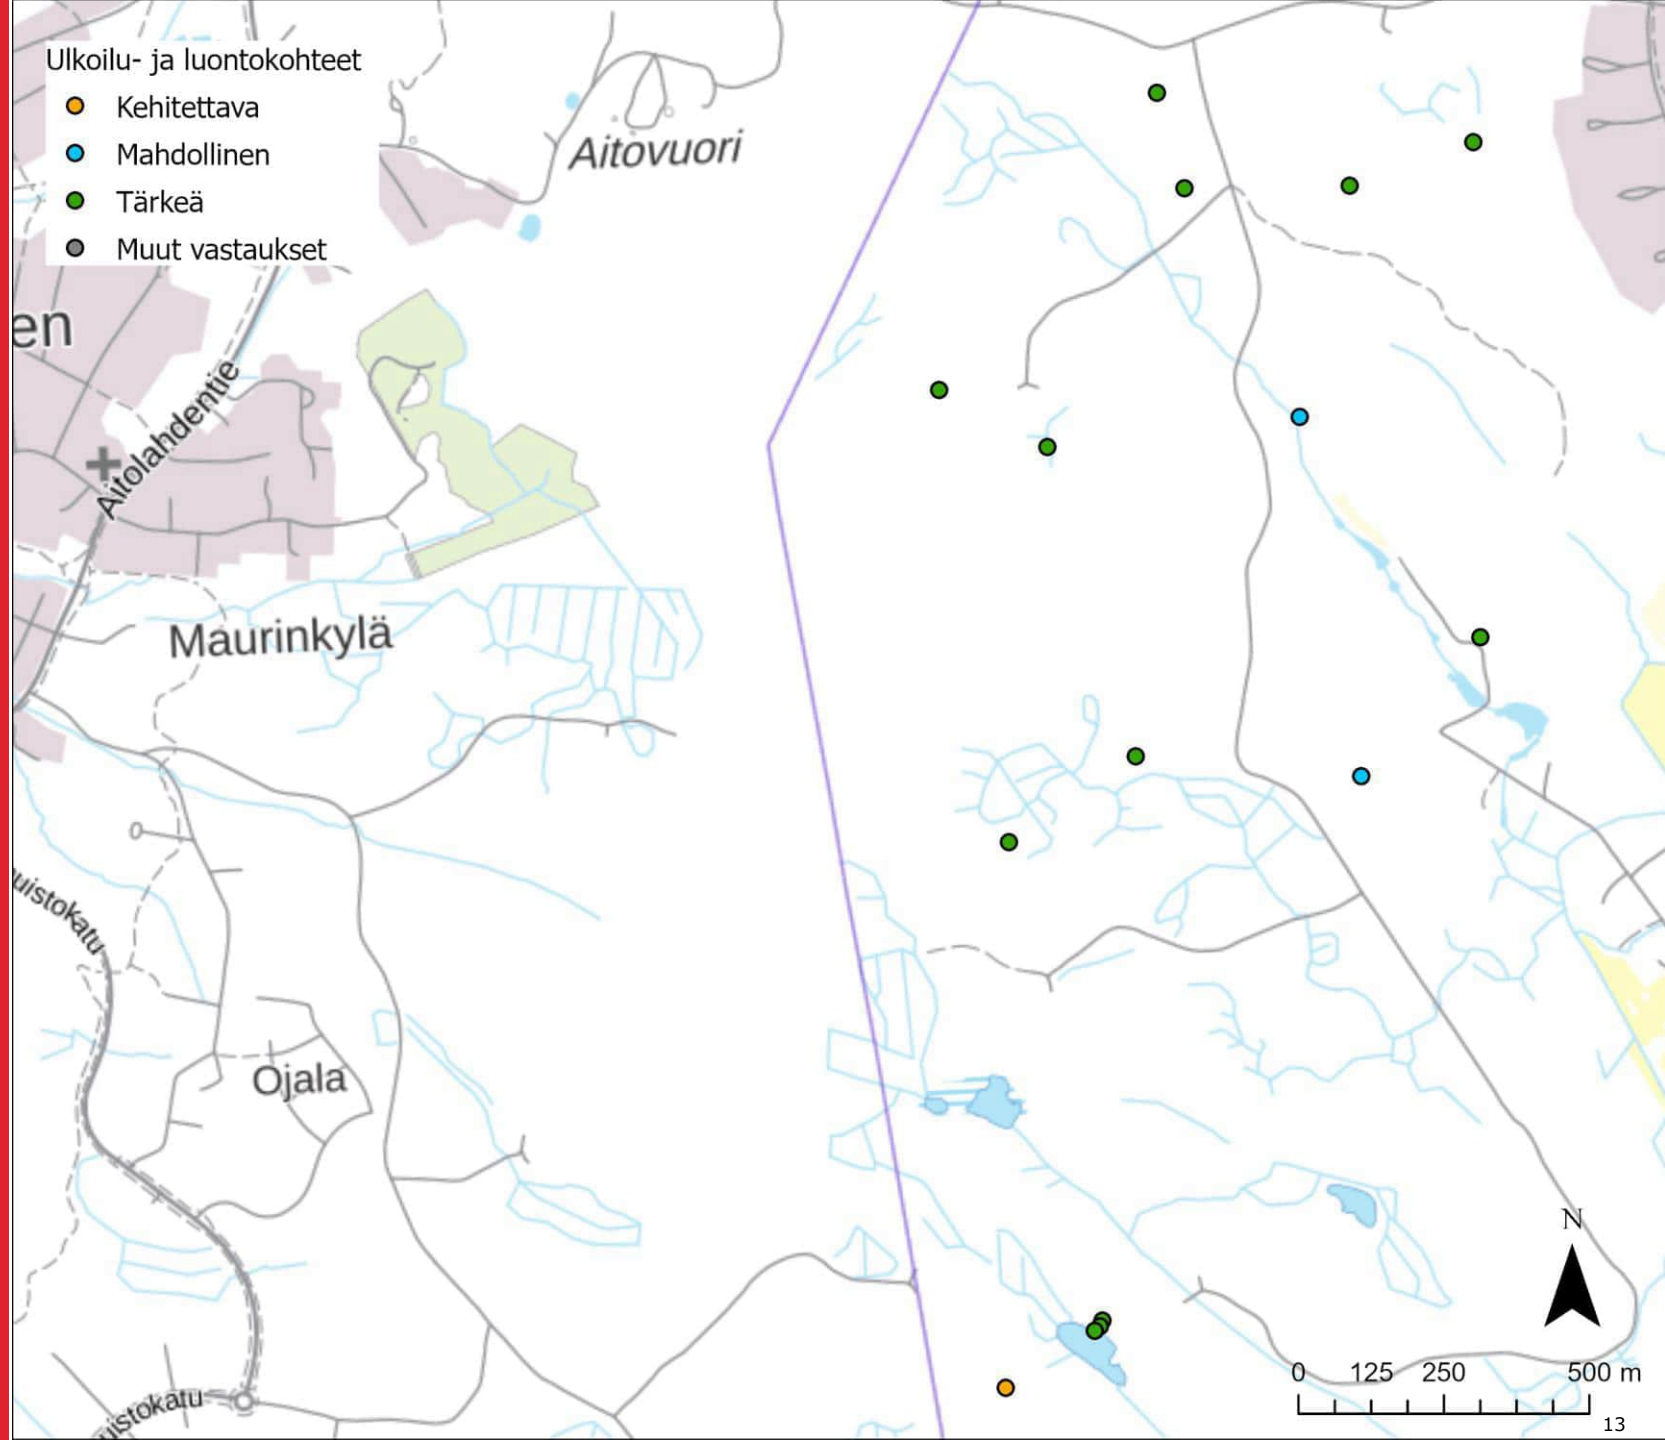 Ulkoilu- ja luontokohteet
Kehitettava
Mahdollinen
Tärkeä
Muut vastaukset
Aitovuori
en
Aitolahdentie
Maurinkylä
uistokatu
Ojala
uistokatu
N
0 125 250 500 m
13